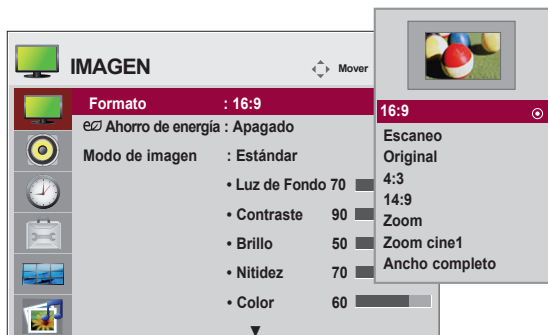 IMAGEN
Mover
Formato : 16:9
Ahorro de energía : Apagado
Modo de imagen : Estándar
• Luz de Fondo 70
• Contraste 90
• Brillo 50
• Nitidez 70
• Color 60
16:9
Escaneo
Original
4:3
14:9
Zoom
Zoom cine1
Ancho completo